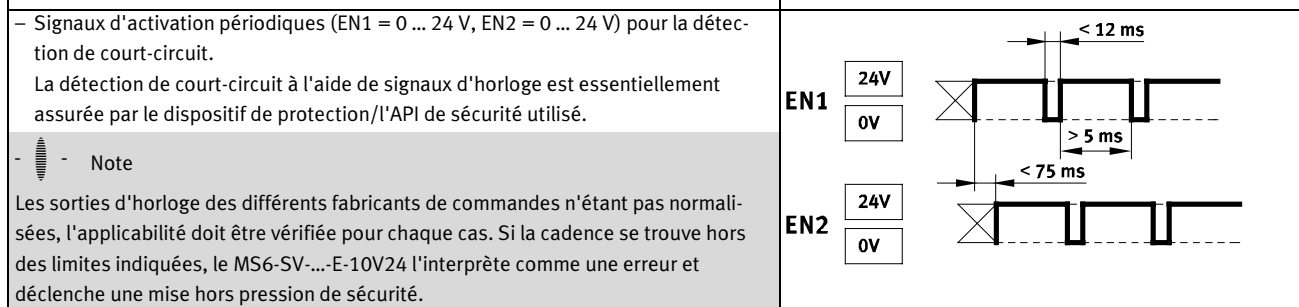 – Signaux d'activation périodiques (EN1 = 0 ... 24 V, EN2 = 0 ... 24 V) pour la détec-
tion de court-circuit.
La détection de court-circuit à l'aide de signaux d'horloge est essentiellement
assurée par le dispositif de protection/l'API de sécurité utilisé.
- - Note
Les sorties d'horloge des différents fabricants de commandes n'étant pas normali-
sées, l'applicabilité doit être vérifiée pour chaque cas. Si la cadence se trouve hors
des limites indiquées, le MS6-SV-...-E-10V24 l'interprète comme une erreur et
déclenche une mise hors pression de sécurité.
< 12 ms
EN1
24V
0V
> 5 ms
< 75 ms
EN2
24V
0V